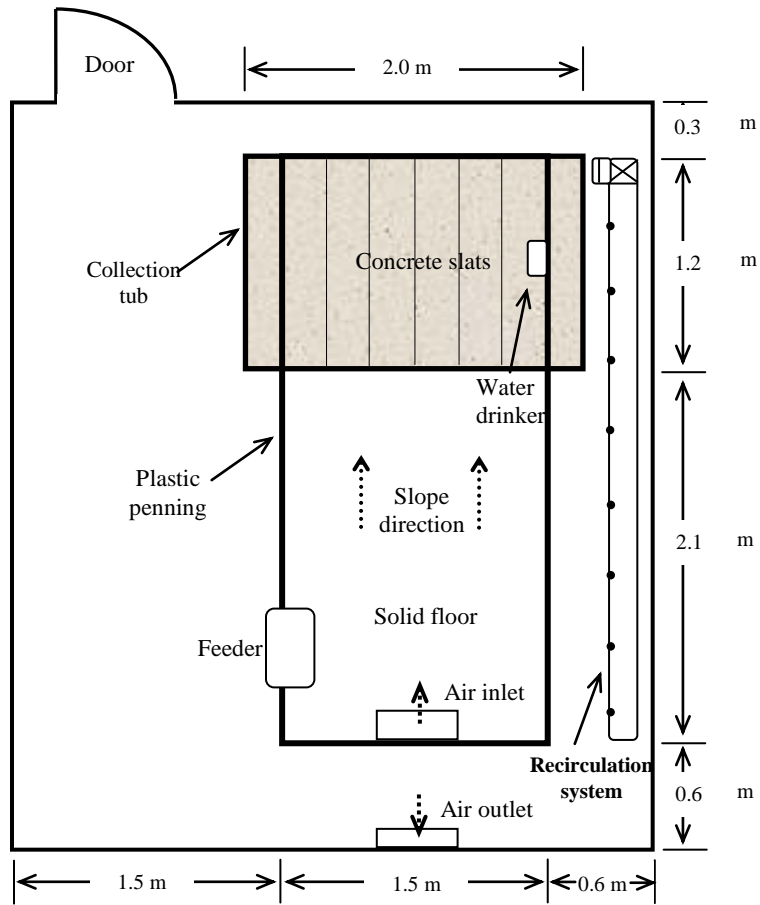 Door
2.0 m
0.3 m
Collection
tub
Concrete slats
1.2 m
Water
drinker
Plastic
penning
Slope
direction
2.1 m
Solid floor
Feeder
Air inlet
Recirculation
system
0.6 m
Air outlet
1.5 m
1.5 m
0.6 m